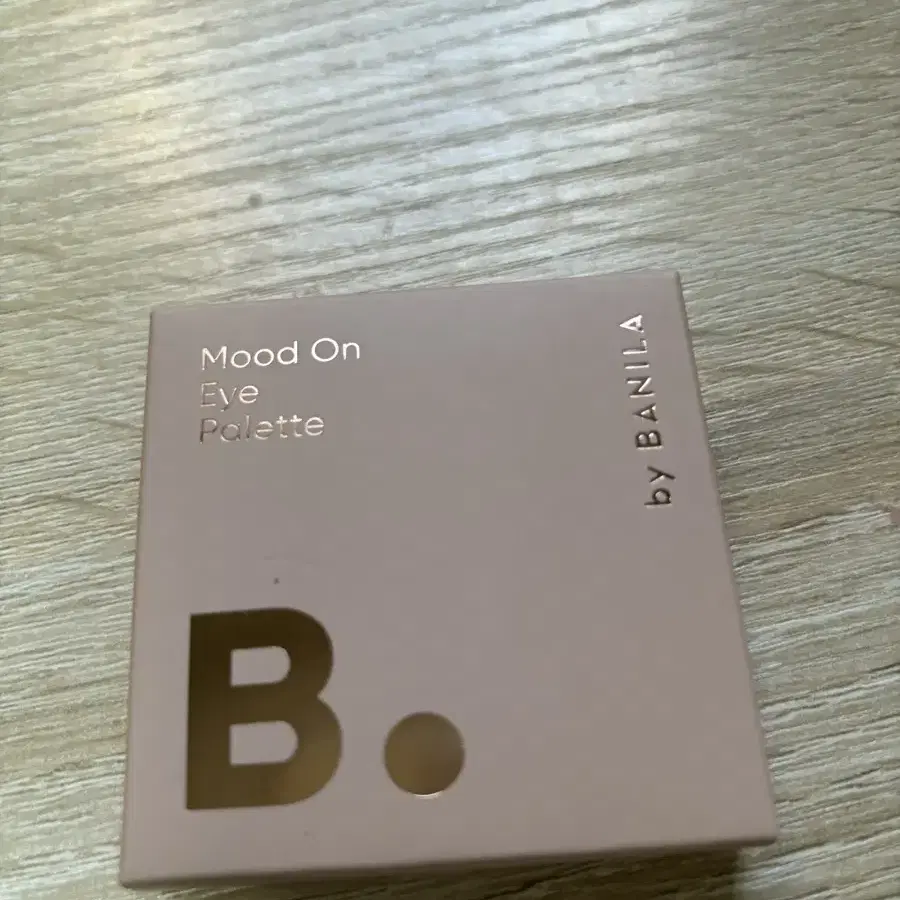 Mood On
Eye
Palette
by BANILA
B.